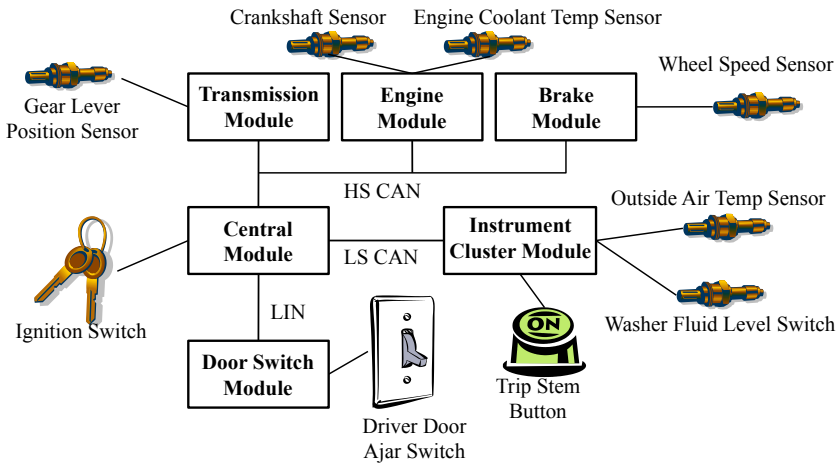 Crankshaft Sensor
Engine Coolant Temp Sensor
Wheel Speed Sensor
Gear Lever
Position Sensor
Transmission
Module
Engine
Module
Brake
Module
HS CAN
Outside Air Temp Sensor
Central
Module
LS CAN
Instrument
Cluster Module
Ignition Switch
LIN
ON
Washer Fluid Level Switch
Door Switch
Module
Trip Stem
Button
Driver Door
Ajar Switch